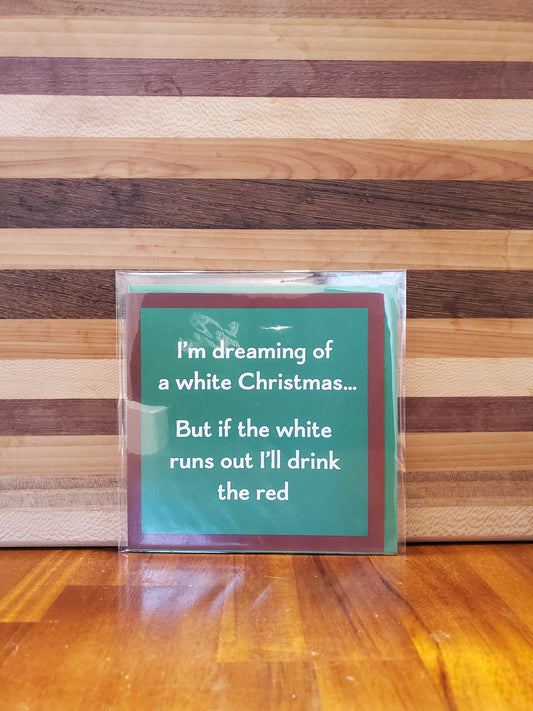 I'm dreaming of
a white Christmas...
But if the white
runs out I'll drink
the red